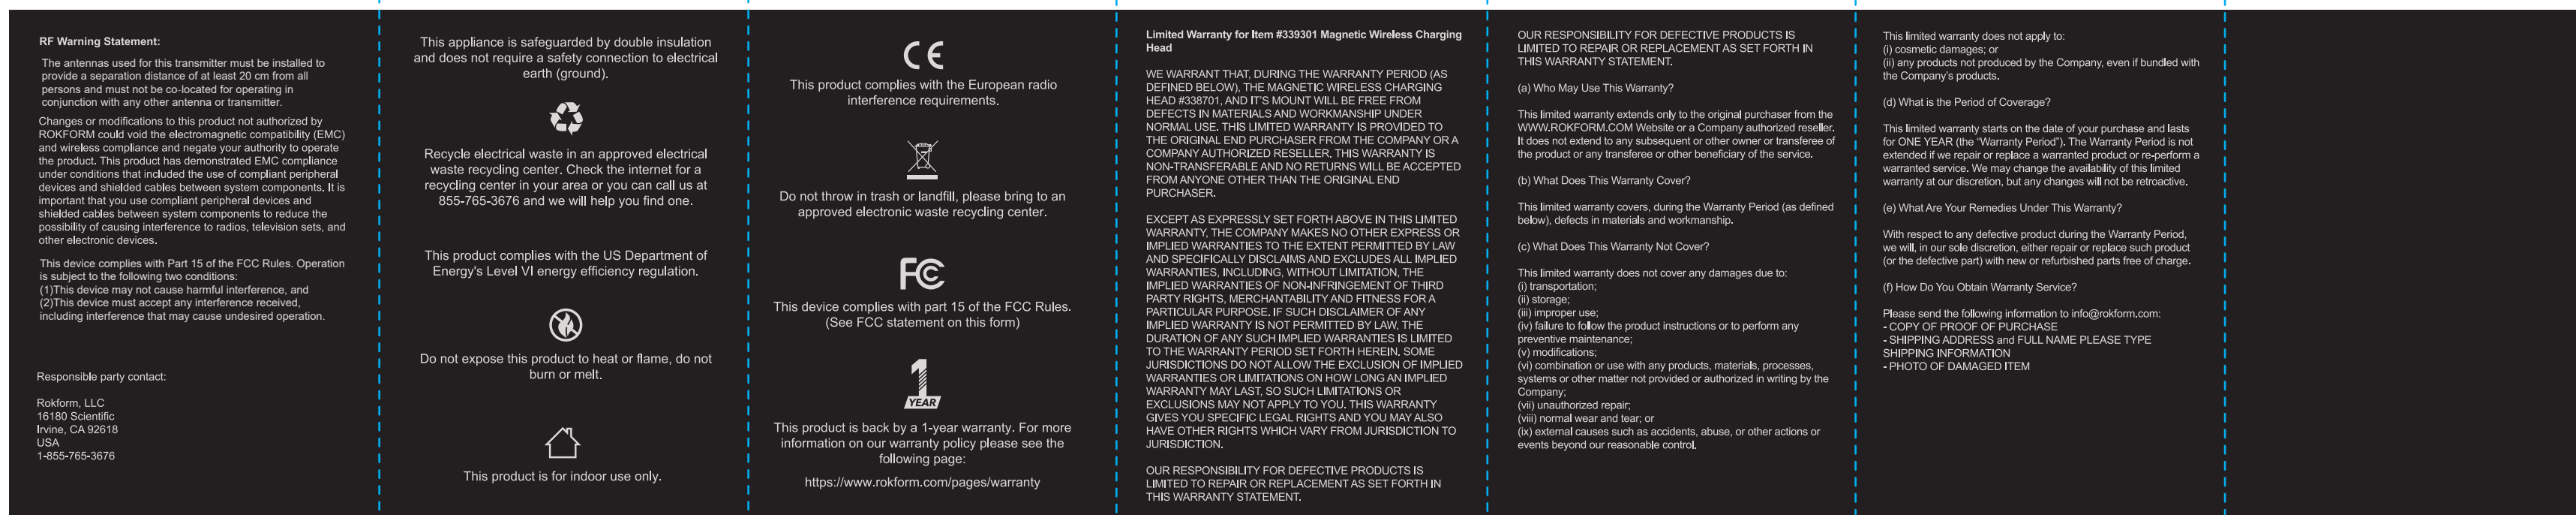 RF Warning Statement:
The antennas used for this transmitter must be installed to
provide a separation distance of at least 20 cm from all
persons and must not be co-located for operating in
conjunction with any other antenna or transmitter.
Changes or modifications to this product not authorized by
ROKFORM could void the electromagnetic compatibility (EMC)
and wireless compliance and negate your authority to operate
the product. This product has demonstrated EMC compliance
under conditions that included the use of compliant peripheral
devices and shielded cables between system components. It is
important that you use compliant peripheral devices and
shielded cables between system components to reduce the
possibility of causing interference to radios, television sets, and
other electronic devices.
This device complies with Part 15 of the FCC Rules. Operation
is subject to the following two conditions:
(1)This device may not cause harmful interference, and
(2)This device must accept any interference received,
including interference that may cause undesired operation.
Responsible party contact:
Rokform, LLC
16180 Scientific
Irvine, CA 92618
USA
1-855-765-3676
This appliance is safeguarded by double insulation
and does not require a safety connection to electrical
earth (ground).
Recycle electrical waste in an approved electrical
waste recycling center. Check the internet for a
recycling center in your area or you can call us at
855-765-3676 and we will help you find one.
This product complies with the US Department of
Energy's Level VI energy efficiency regulation.
Do not expose this product to heat or flame, do not
burn or melt.
This product is for indoor use only.
CE
This product complies with the European radio
interference requirements.
Do not throw in trash or landfill, please bring to an
approved electronic waste recycling center.
FC
This device complies with part 15 of the FCC Rules.
(See FCC statement on this form)
1
YEAR
This product is back by a 1-year warranty. For more
information on our warranty policy please see the
following page:
https://www.rokform.com/pages/warranty
Limited Warranty for Item #339301 Magnetic Wireless Charging
Head
WE WARRANT THAT, DURING THE WARRANTY PERIOD (AS
DEFINED BELOW), THE MAGNETIC WIRELESS CHARGING
HEAD #338701, AND IT'S MOUNT WILL BE FREE FROM
DEFECTS IN MATERIALS AND WORKMANSHIP UNDER
NORMAL USE. THIS LIMITED WARRANTY IS PROVIDED TO
THE ORIGINAL END PURCHASER FROM THE COMPANY OR A
COMPANY AUTHORIZED RESELLER. THIS WARRANTY IS
NON-TRANSFERABLE AND NO RETURNS WILL BE ACCEPTED
FROM ANYONE OTHER THAN THE ORIGINAL END
PURCHASER.
EXCEPT AS EXPRESSLY SET FORTH ABOVE IN THIS LIMITED
WARRANTY, THE COMPANY MAKES NO OTHER EXPRESS OR
IMPLIED WARRANTIES TO THE EXTENT PERMITTED BY LAW
AND SPECIFICALLY DISCLAIMS AND EXCLUDES ALL IMPLIED
WARRANTIES, INCLUDING, WITHOUT LIMITATION, THE
IMPLIED WARRANTIES OF NON-INFRINGEMENT OF THIRD
PARTY RIGHTS, MERCHANTABILITY AND FITNESS FOR A
PARTICULAR PURPOSE. IF SUCH DISCLAIMER OF ANY
IMPLIED WARRANTY IS NOT PERMITTED BY LAW, THE
DURATION OF ANY SUCH IMPLIED WARRANTIES IS LIMITED
TO THE WARRANTY PERIOD SET FORTH HEREIN. SOME
JURISDICTIONS DO NOT ALLOW THE EXCLUSION OF IMPLIED
WARRANTIES OR LIMITATIONS ON HOW LONG AN IMPLIED
WARRANTY MAY LAST, SO SUCH LIMITATIONS OR
EXCLUSIONS MAY NOT APPLY TO YOU. THIS WARRANTY
GIVES YOU SPECIFIC LEGAL RIGHTS AND YOU MAY ALSO
HAVE OTHER RIGHTS WHICH VARY FROM JURISDICTION TO
JURISDICTION.
OUR RESPONSIBILITY FOR DEFECTIVE PRODUCTS IS
LIMITED TO REPAIR OR REPLACEMENT AS SET FORTH IN
THIS WARRANTY STATEMENT.
OUR RESPONSIBILITY FOR DEFECTIVE PRODUCTS IS
LIMITED TO REPAIR OR REPLACEMENT AS SET FORTH IN
THIS WARRANTY STATEMENT.
(a) Who May Use This Warranty?
This limited warranty extends only to the original purchaser from the
WWW.ROKFORM.COM Website or a Company authorized reseller.
It does not extend to any subsequent or other owner or transferee of
the product or any transferee or other beneficiary of the service.
(b) What Does This Warranty Cover?
This limited warranty covers, during the Warranty Period (as defined
below), defects in materials and workmanship.
(c) What Does This Warranty Not Cover?
This limited warranty does not cover any damages due to:
(i) transportation;
(ii) storage;
(iii) improper use;
(iv) failure to follow the product instructions or to perform any
preventive maintenance;
(v) modifications;
(vi) combination or use with any products, materials, processes,
systems or other matter not provided or authorized in writing by the
Company;
(vii) unauthorized repair;
(viii) normal wear and tear; or
(ix) external causes such as accidents, abuse, or other actions or
events beyond our reasonable control.
This limited warranty does not apply to:
(i) cosmetic damages; or
(ii) any products not produced by the Company, even if bundled with
the Company's products.
(d) What is the Period of Coverage?
This limited warranty starts on the date of your purchase and lasts
for ONE YEAR (the “Warranty Period”). The Warranty Period is not
extended if we repair or replace a warranted product or re-perform a
warranted service. We may change the availability of this limited
warranty at our discretion, but any changes will not be retroactive.
(e) What Are Your Remedies Under This Warranty?
With respect to any defective product during the Warranty Period,
we will, in our sole discretion, either repair or replace such product
(or the defective part) with new or refurbished parts free of charge.
(f) How Do You Obtain Warranty Service?
Please send the following information to info@rokform.com:
- COPY OF PROOF OF PURCHASE
- SHIPPING ADDRESS and FULL NAME PLEASE TYPE
SHIPPING INFORMATION
- PHOTO OF DAMAGED ITEM